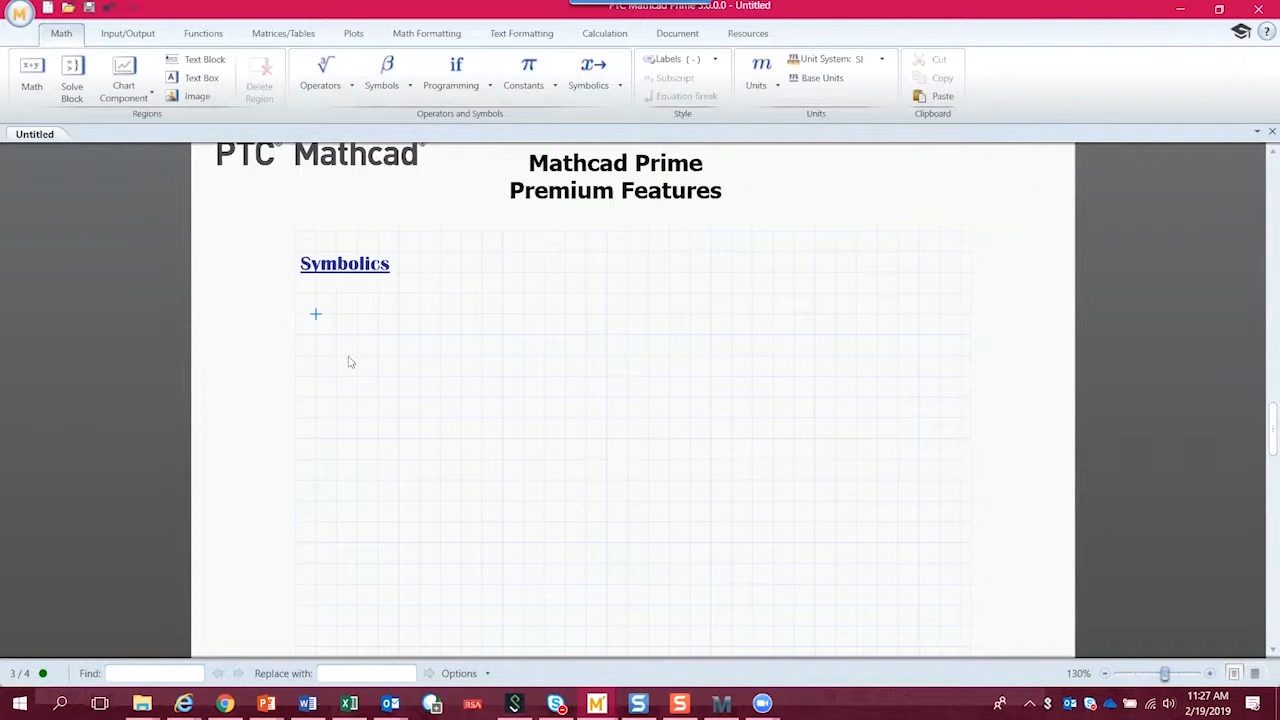 PTC Mathcad Prime 5.0.0.0 - Untitled
Math Input/Output Functions Matrices/Tables Plots Math Formatting Text Formatting Calculation Document Resources
Math
Solve Block
Chart Component
Text Block
Text Box
Image
Delete Region
Regions
Operators
Symbols
Programming
Constants
Symbolics
Operators and Symbols
Labels ( - )
Subscript
Equation Break
Style
Units
Unit System: SI
Base Units
Units
Cut
Copy
Paste
Clipboard
Untitled
PTC® Mathcad®
Mathcad Prime
Premium Features
Symbolics
3 / 4 Find: Replace with: Options 130%
11:27 AM
2/19/2019